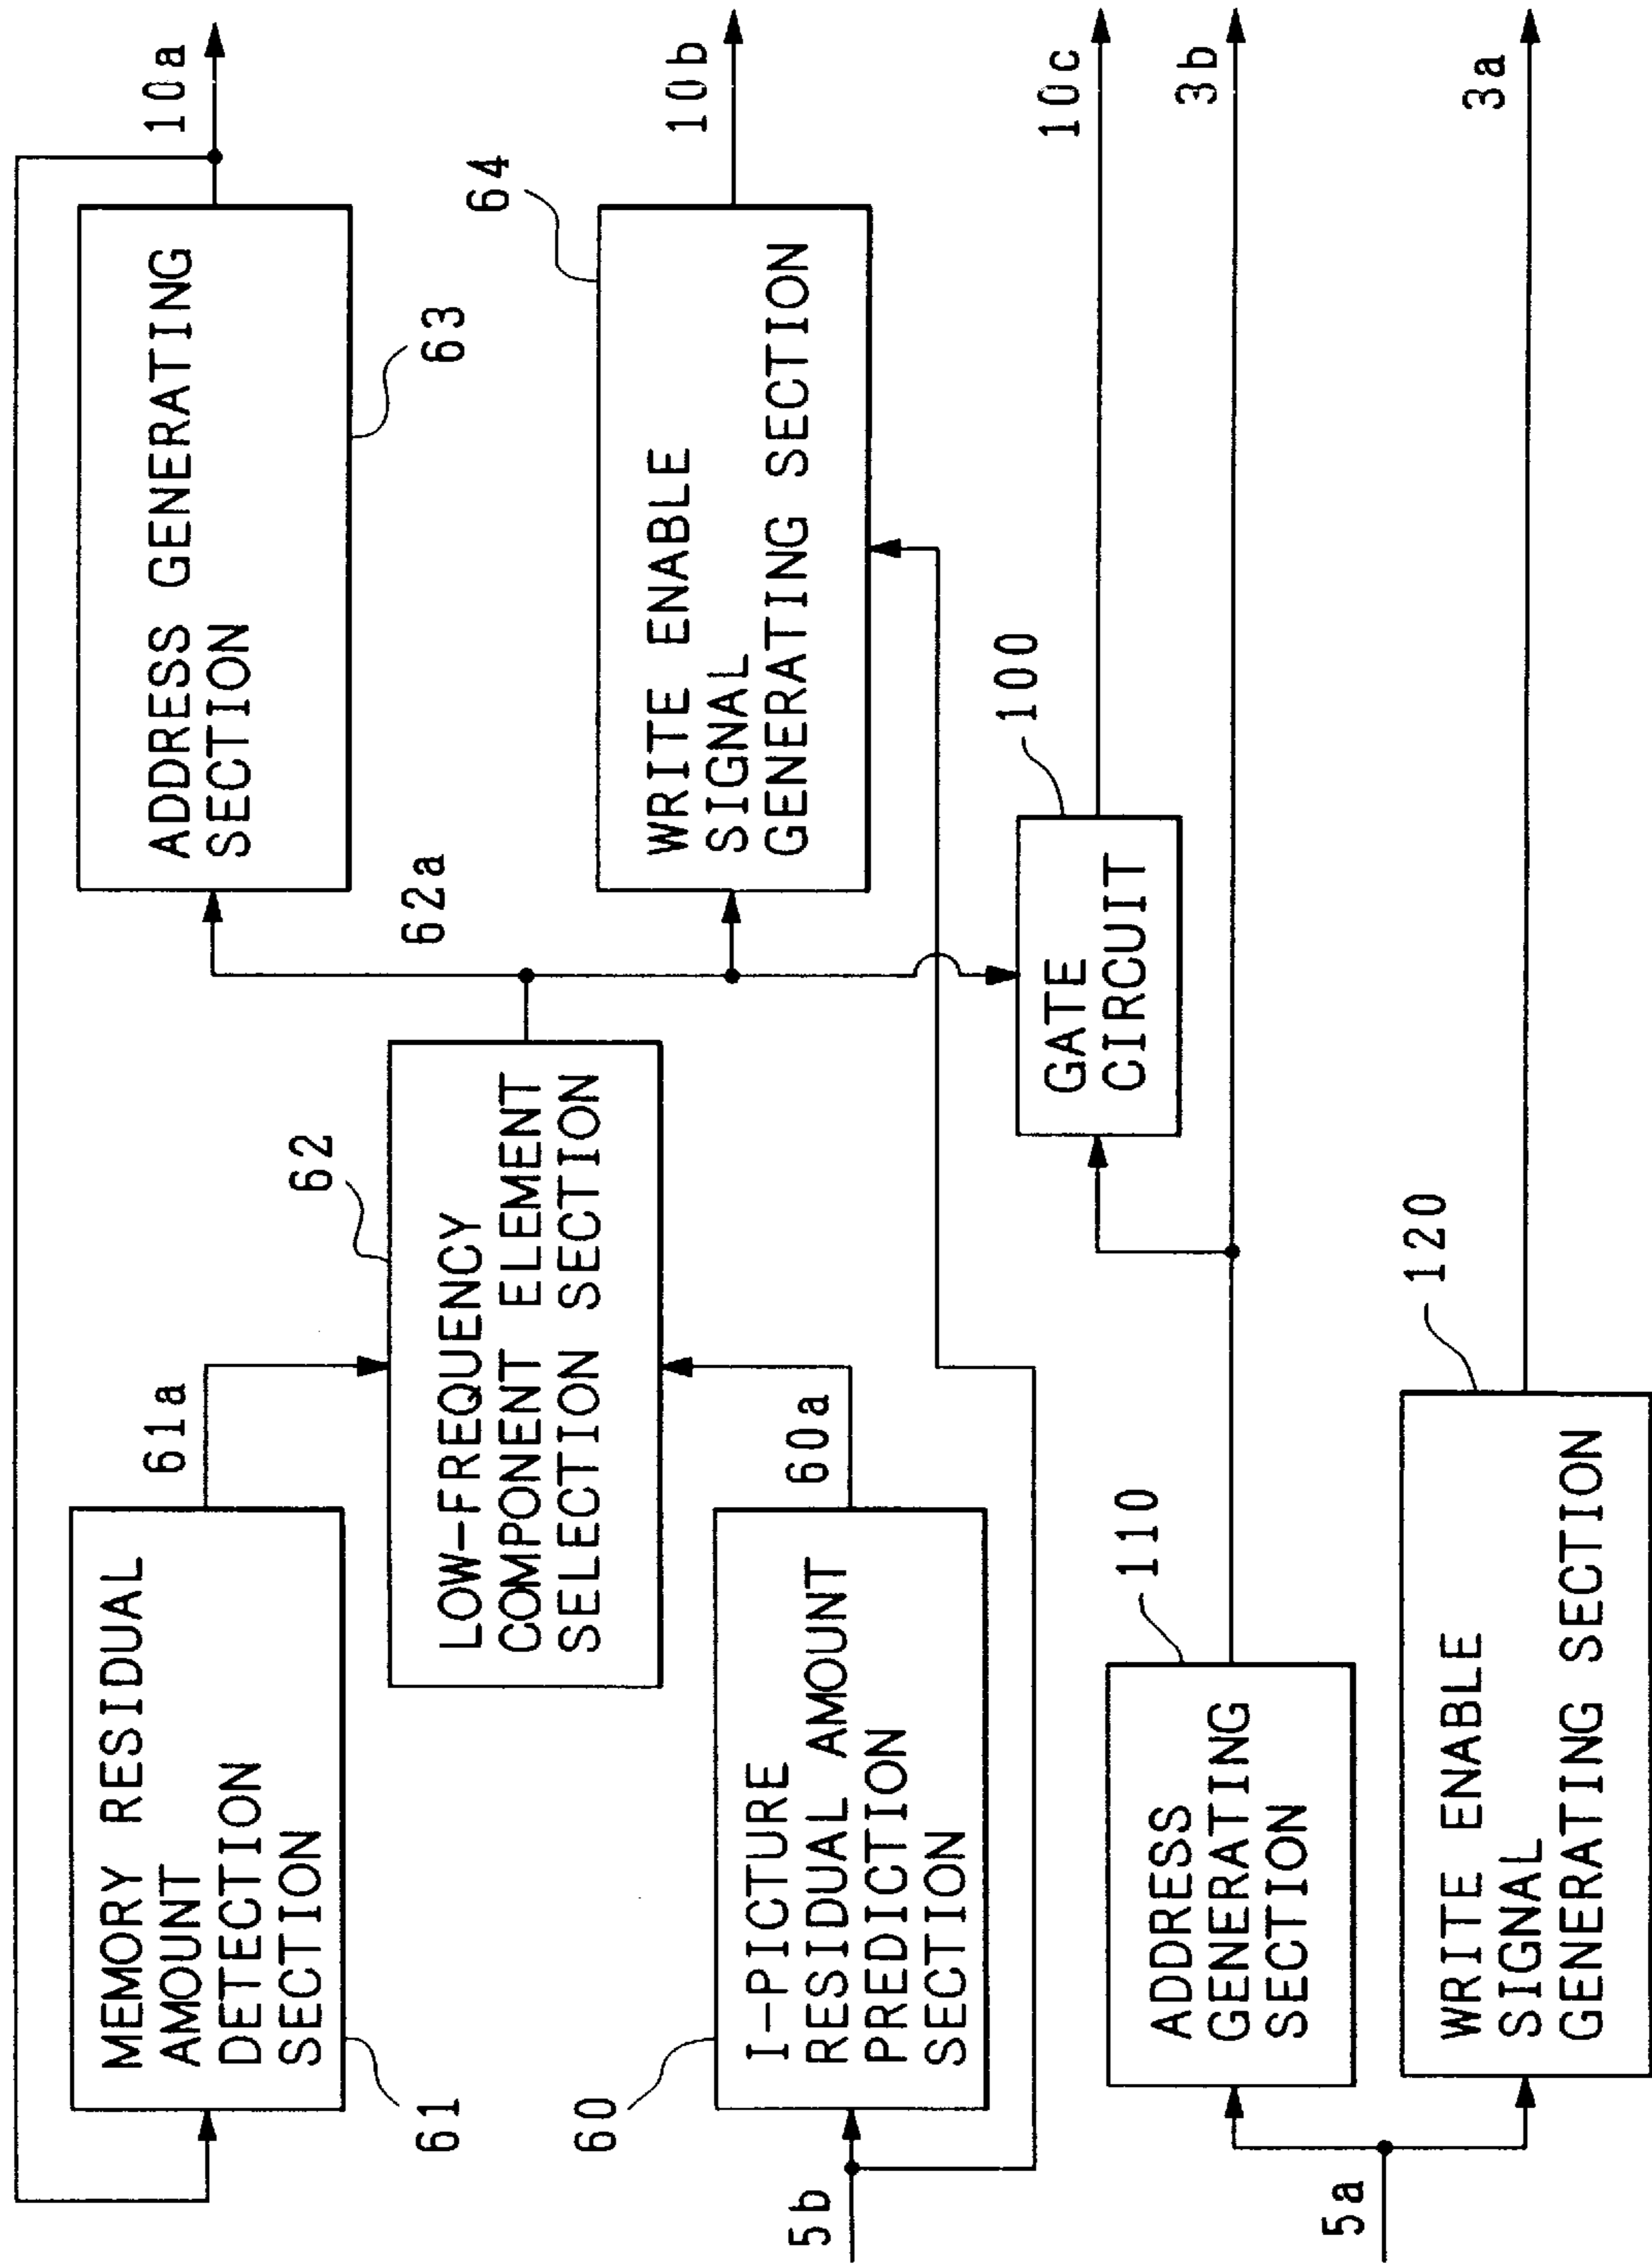 10a
ADDRESS GENERATING
SECTION
63
62a
61a
MEMORY RESIDUAL
AMOUNT
DETECTION
SECTION
61
62
LOW-FREQUENCY
COMPONENT ELEMENT
SELECTION SECTION
64
10b
WRITE ENABLE
SIGNAL
GENERATING SECTION
60a
I-PICTURE
RESIDUAL AMOUNT
PREDICTION
SECTION
60
5b
100
10c
GATE
CIRCUIT
3b
110
ADDRESS
GENERATING
SECTION
5a
120
3a
WRITE ENABLE
SIGNAL
GENERATING SECTION